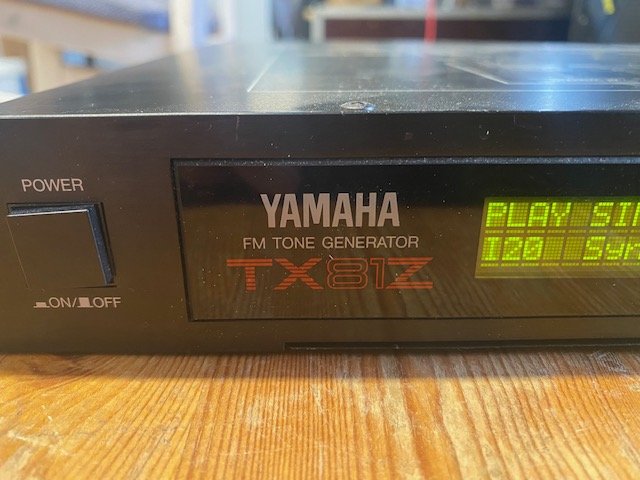 POWER
ON/OFF
YAMAHA
FM TONE GENERATOR
TX81Z
PLAY SI
I20 Syn